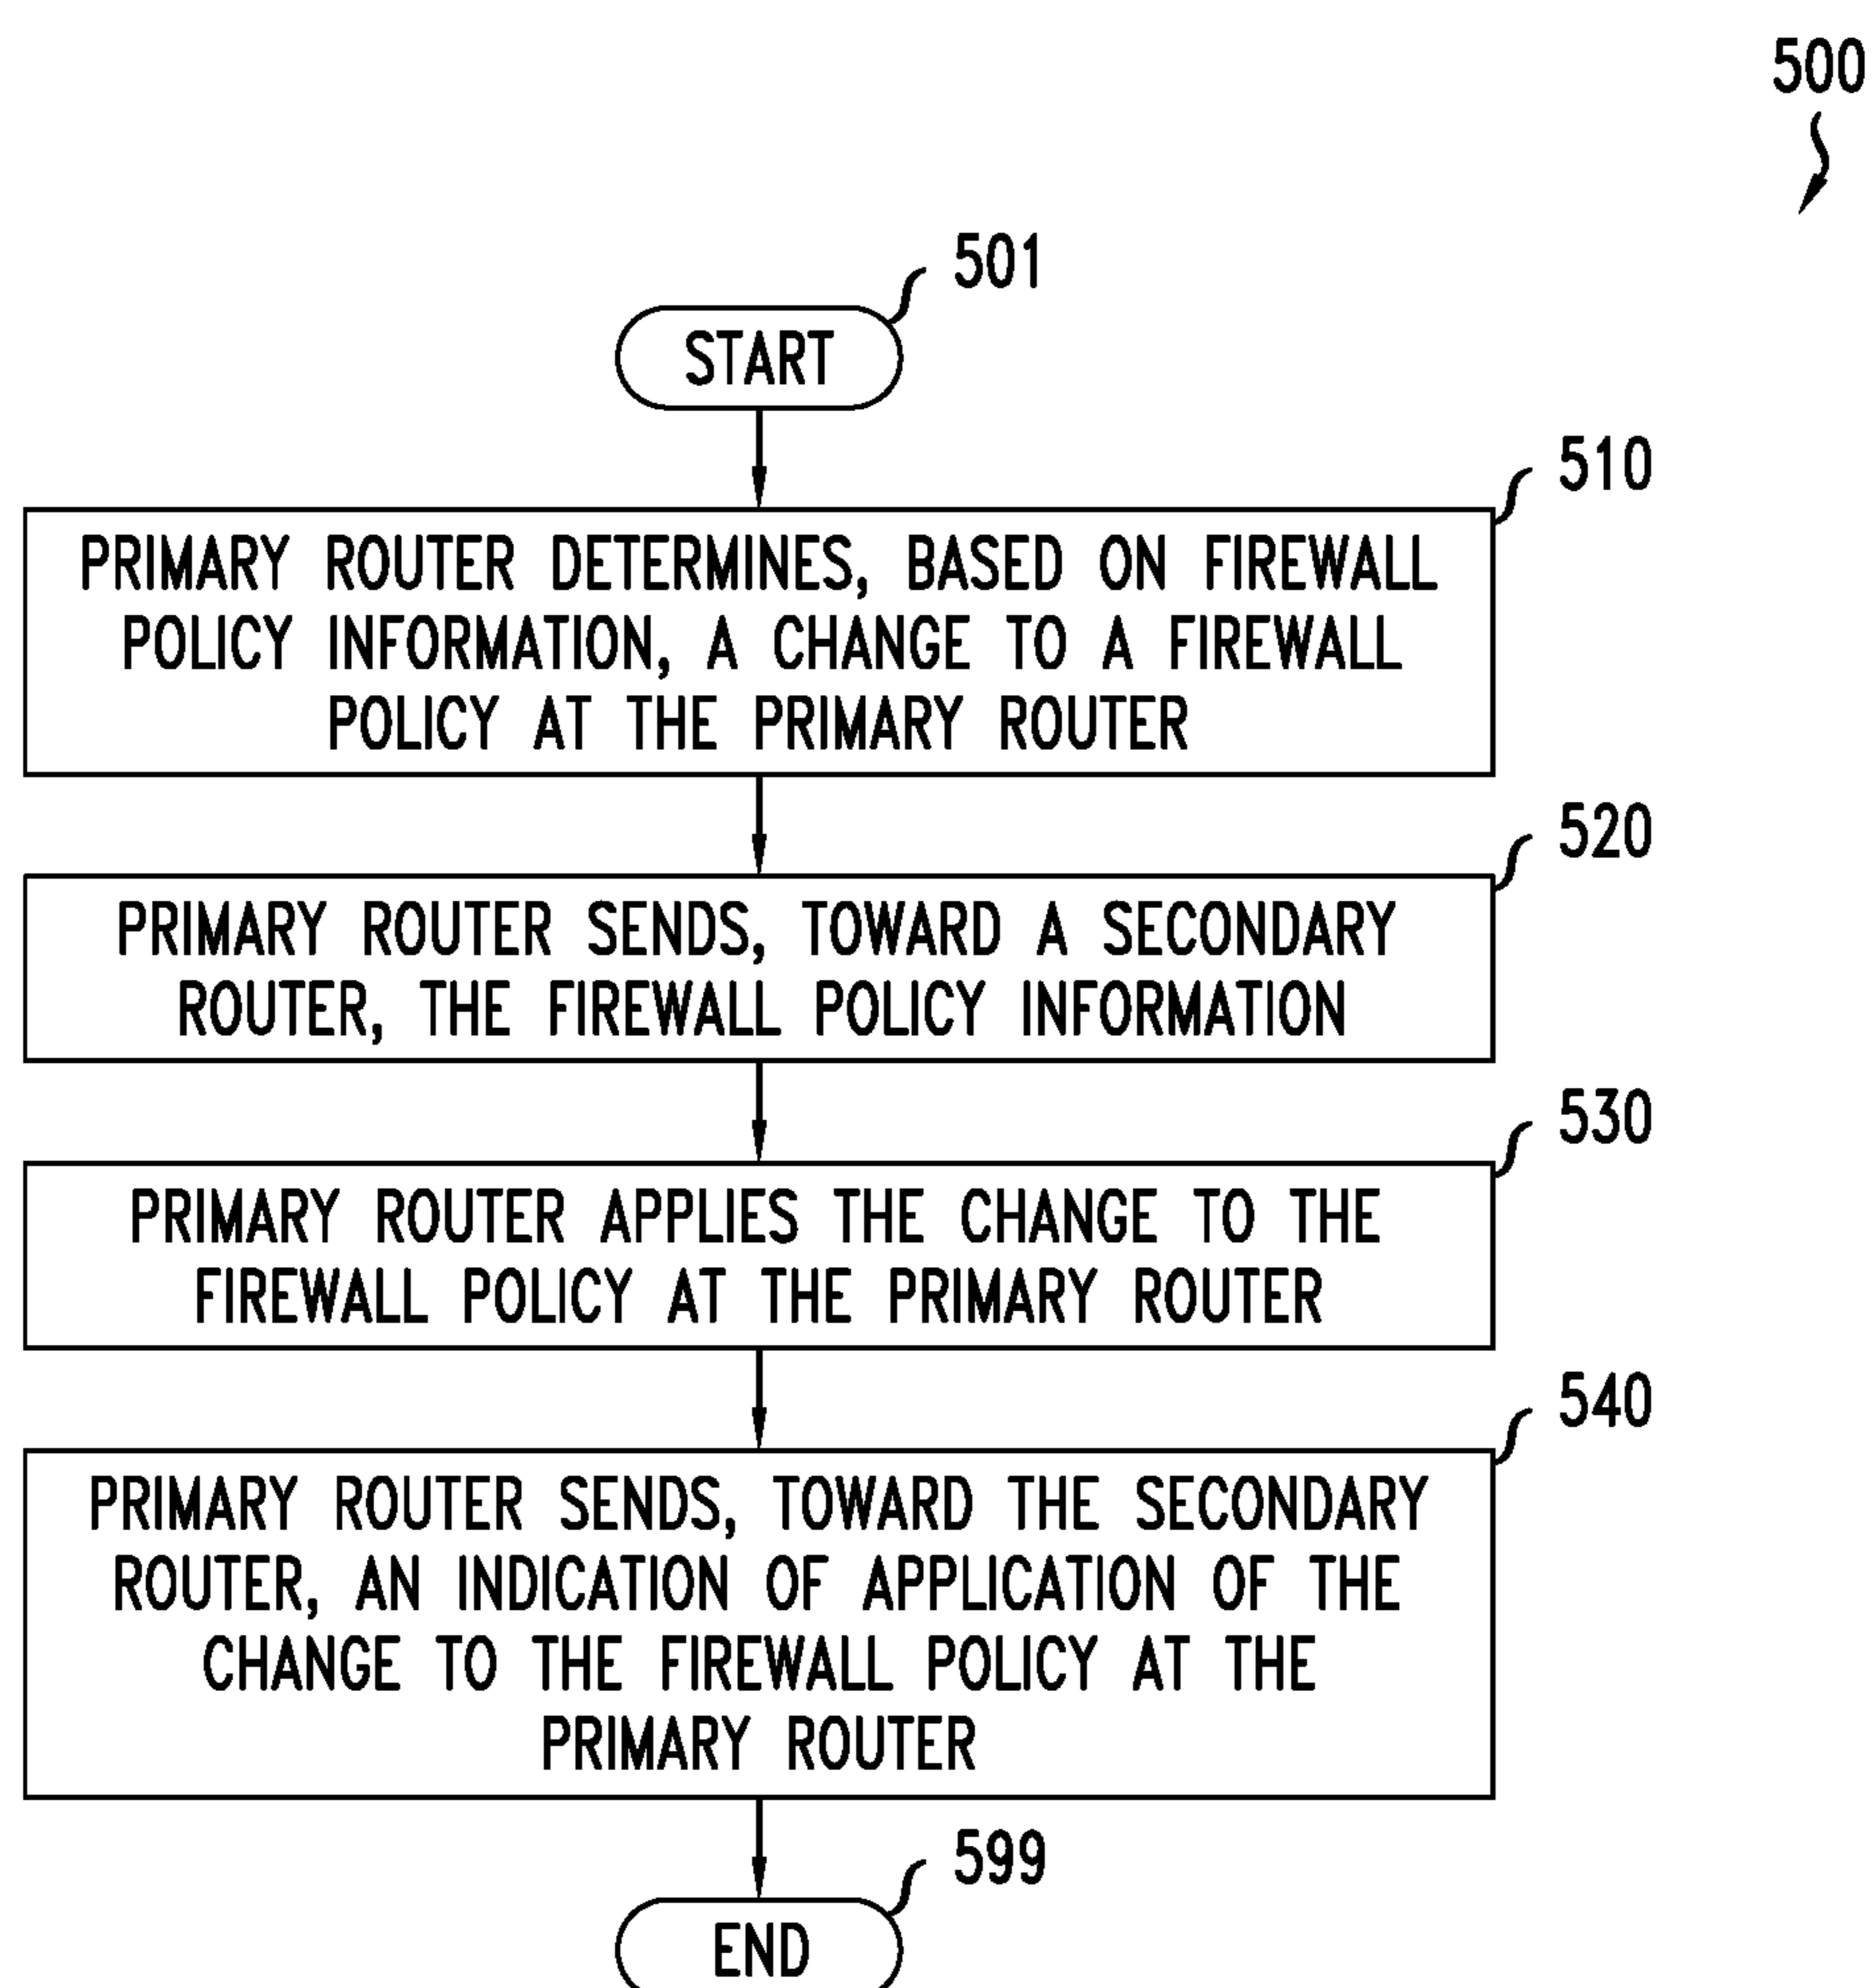 500
501
START
510
PRIMARY ROUTER DETERMINES, BASED ON FIREWALL
POLICY INFORMATION, A CHANGE TO A FIREWALL
POLICY AT THE PRIMARY ROUTER
520
PRIMARY ROUTER SENDS, TOWARD A SECONDARY
ROUTER, THE FIREWALL POLICY INFORMATION
530
PRIMARY ROUTER APPLIES THE CHANGE TO THE
FIREWALL POLICY AT THE PRIMARY ROUTER
540
PRIMARY ROUTER SENDS, TOWARD THE SECONDARY
ROUTER, AN INDICATION OF APPLICATION OF THE
CHANGE TO THE FIREWALL POLICY AT THE
PRIMARY ROUTER
599
END